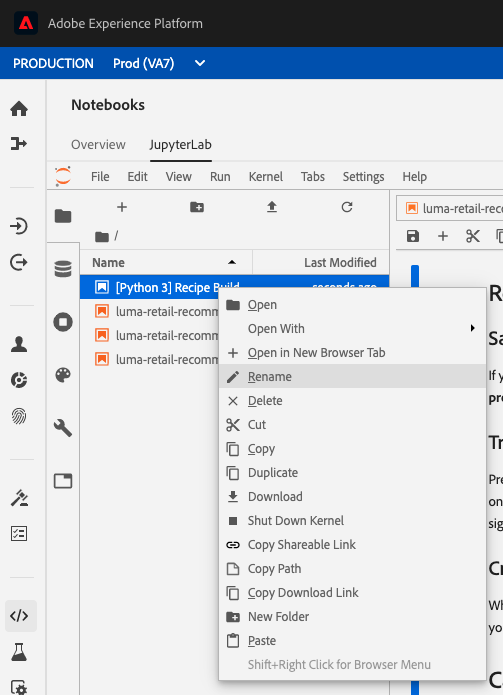 Adobe Experience Platform
PRODUCTION Prod (VA7)
Notebooks
Overview JupyterLab
File Edit View Run Kernel Tabs Settings Help
luma-retail-reco
/
Name Last Modified
[Python 3] Recipe Build seconds ago
luma-retail-recomm
luma-retail-recomm
luma-retail-recomm
Open
Open With
Open in New Browser Tab
Rename
Delete
Cut
Copy
Duplicate
Download
Shut Down Kernel
Copy Shareable Link
Copy Path
Copy Download Link
New Folder
Paste
Shift+Right Click for Browser Menu
R
Sa
If y
pr
Tr
Pre
on
sig
Cr
Wh
yo
C